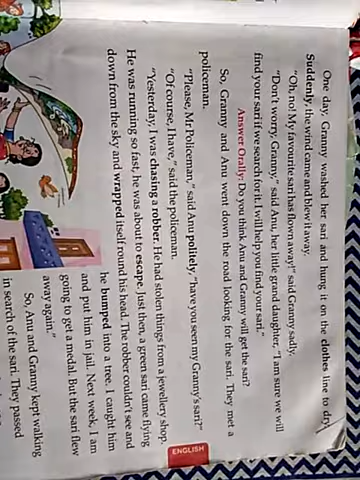 One day, Granny washed her sari and hung it on the clothes line to dry.
Suddenly, the wind came and blew it away.
"Oh, no! My favourite sari has flown away!" said Granny sadly.
"Don't worry, Granny," said Anu, her little grand daughter, "I am sure we will
find your sari if we search for it. I will help you find your sari."
Answer Orally: Do you think Anu and Granny will get the sari?
So, Granny and Anu went down the road looking for the sari. They met a
policeman.
"Please, Mr Policeman," said Anu politely, "have you seen my Granny's sari?"
"Of course, I have," said the policeman.
"Yesterday, I was chasing a robber. He had stolen things from a jewellery shop.
He was running so fast, he was about to escape. Just then, a green sari came flying
down from the sky and wrapped itself round his head. The robber couldn't see and
he bumped into a tree. I caught him
and put him in jail. Next week, I am
going to get a medal. But the sari flew
away again."
So, Anu and Granny kept walking
in search of the sari. They passed
ENGLISH